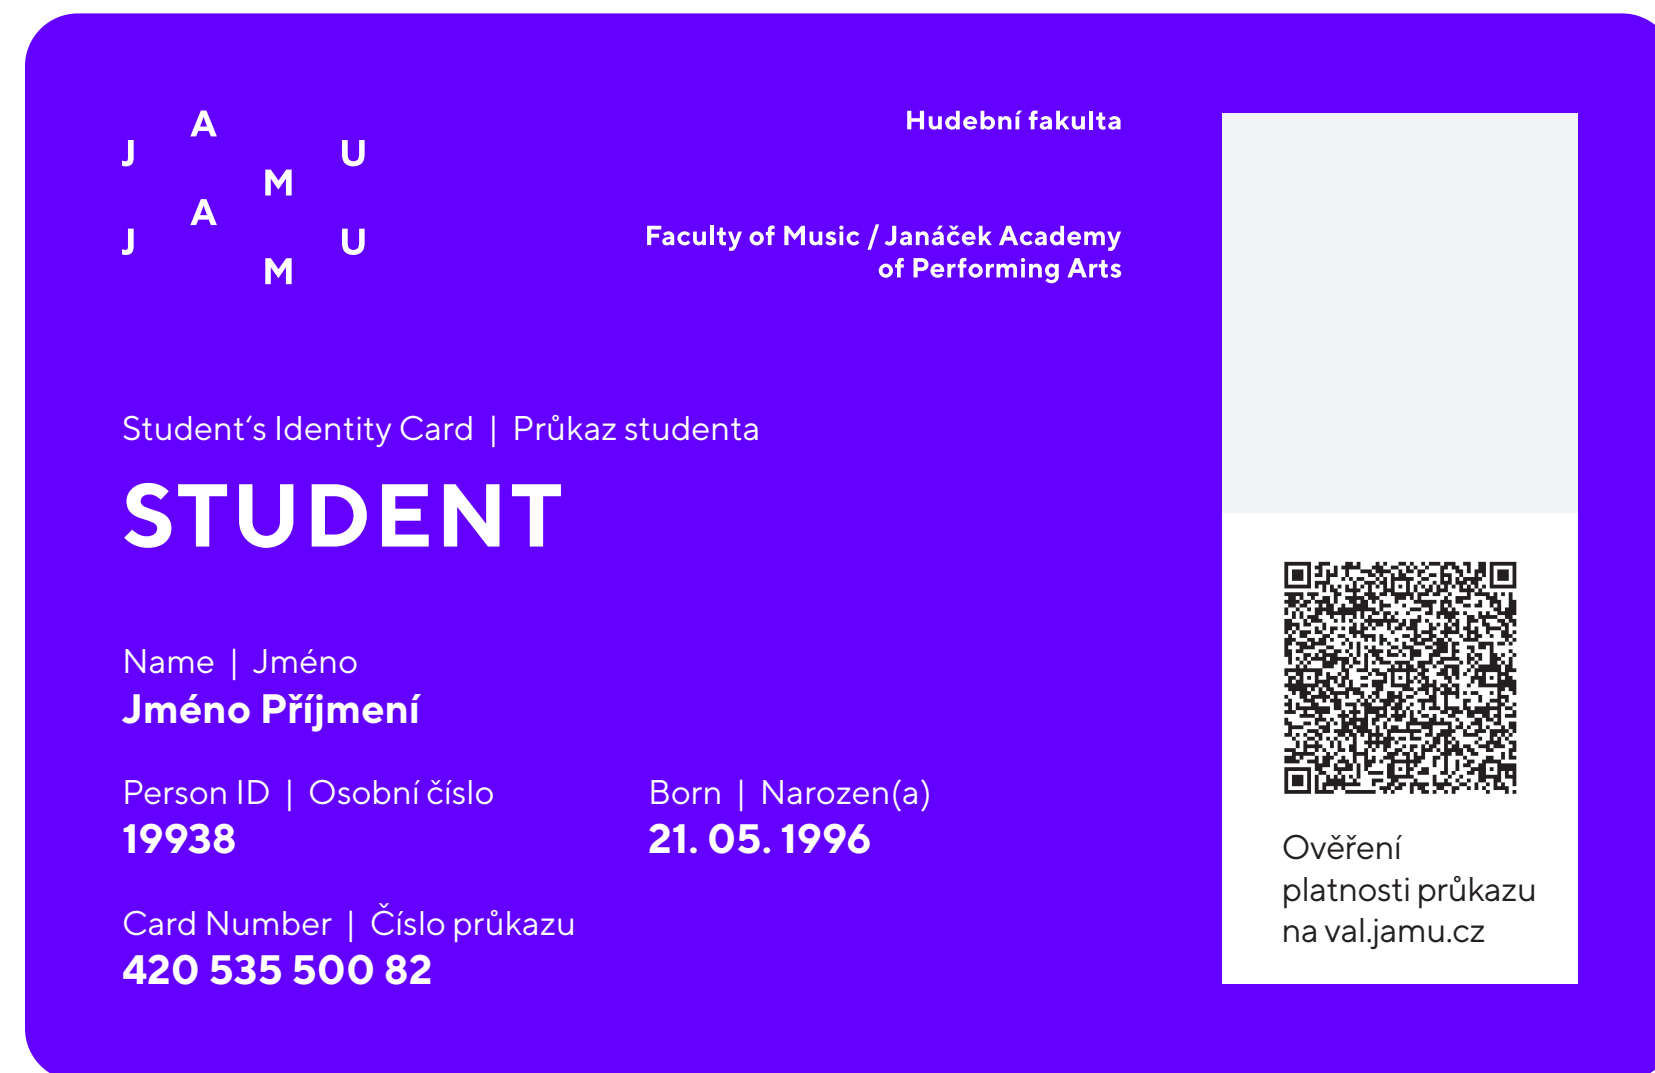 JAMU
JAMU
Hudební fakulta
Faculty of Music / Janáček Academy
of Performing Arts
Student‘s Identity Card | Průkaz studenta
STUDENT
Name | Jméno
Jméno Příjmení
Person ID | Osobní číslo
19938
Born | Narozen(a)
21. 05. 1996
Card Number | Číslo průkazu
420 535 500 82
Ověření
platnosti průkazu
na val.jamu.cz